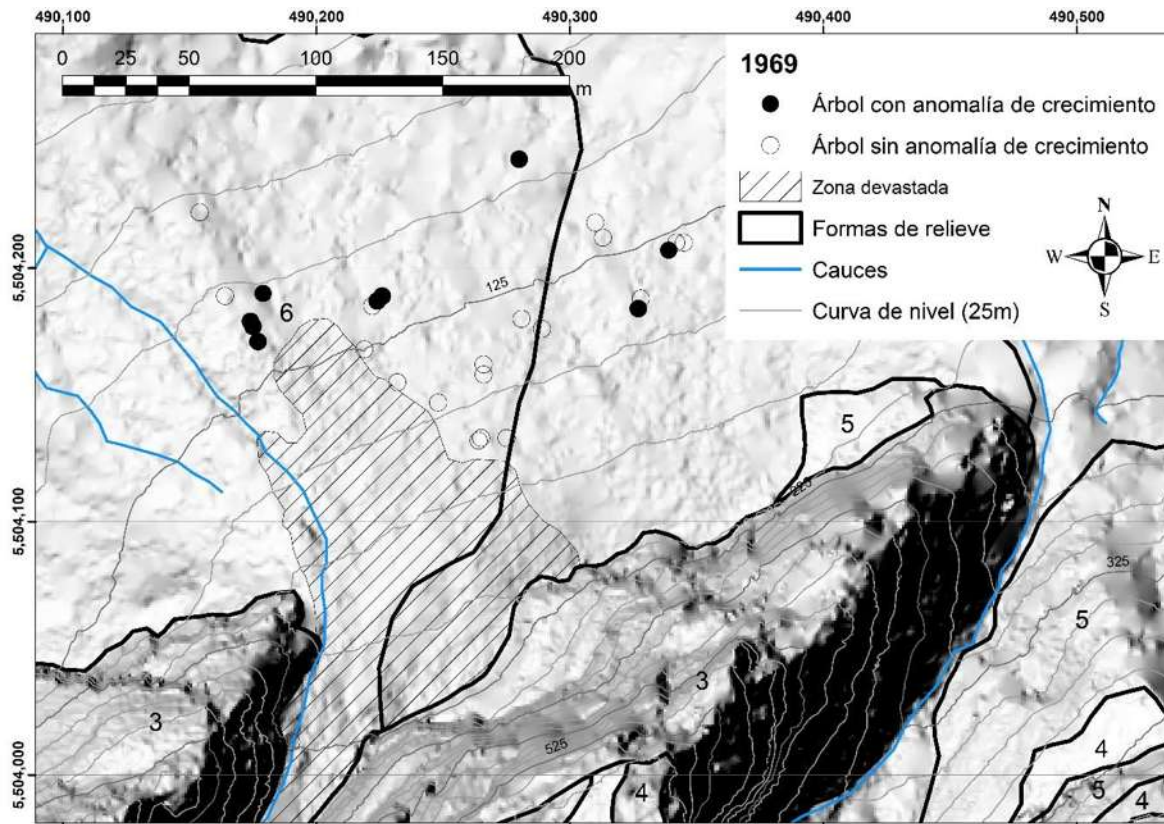 490,100 490,200 490,300 490,400 490,500
0 25 50 100 150 200
m
1969
Árbol con anomalía de crecimiento
Árbol sin anomalía de crecimiento
Zona devastada
Formas de relieve
Cauces
Curva de nivel (25m)
N
W E
S
5,504,200
5,504,100
5,504,000
125
6
5
225
325
5
3
3
525
4
4
5
4